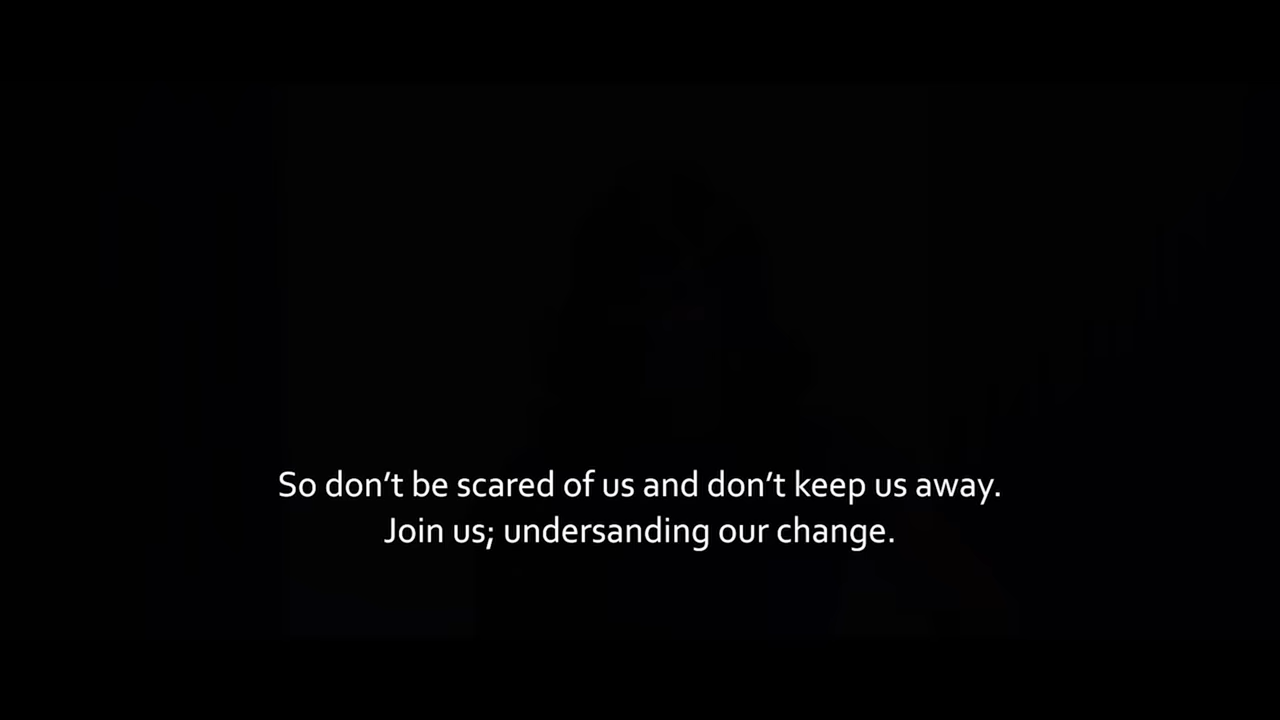 So don’t be scared of us and don’t keep us away.
Join us; undersanding our change.